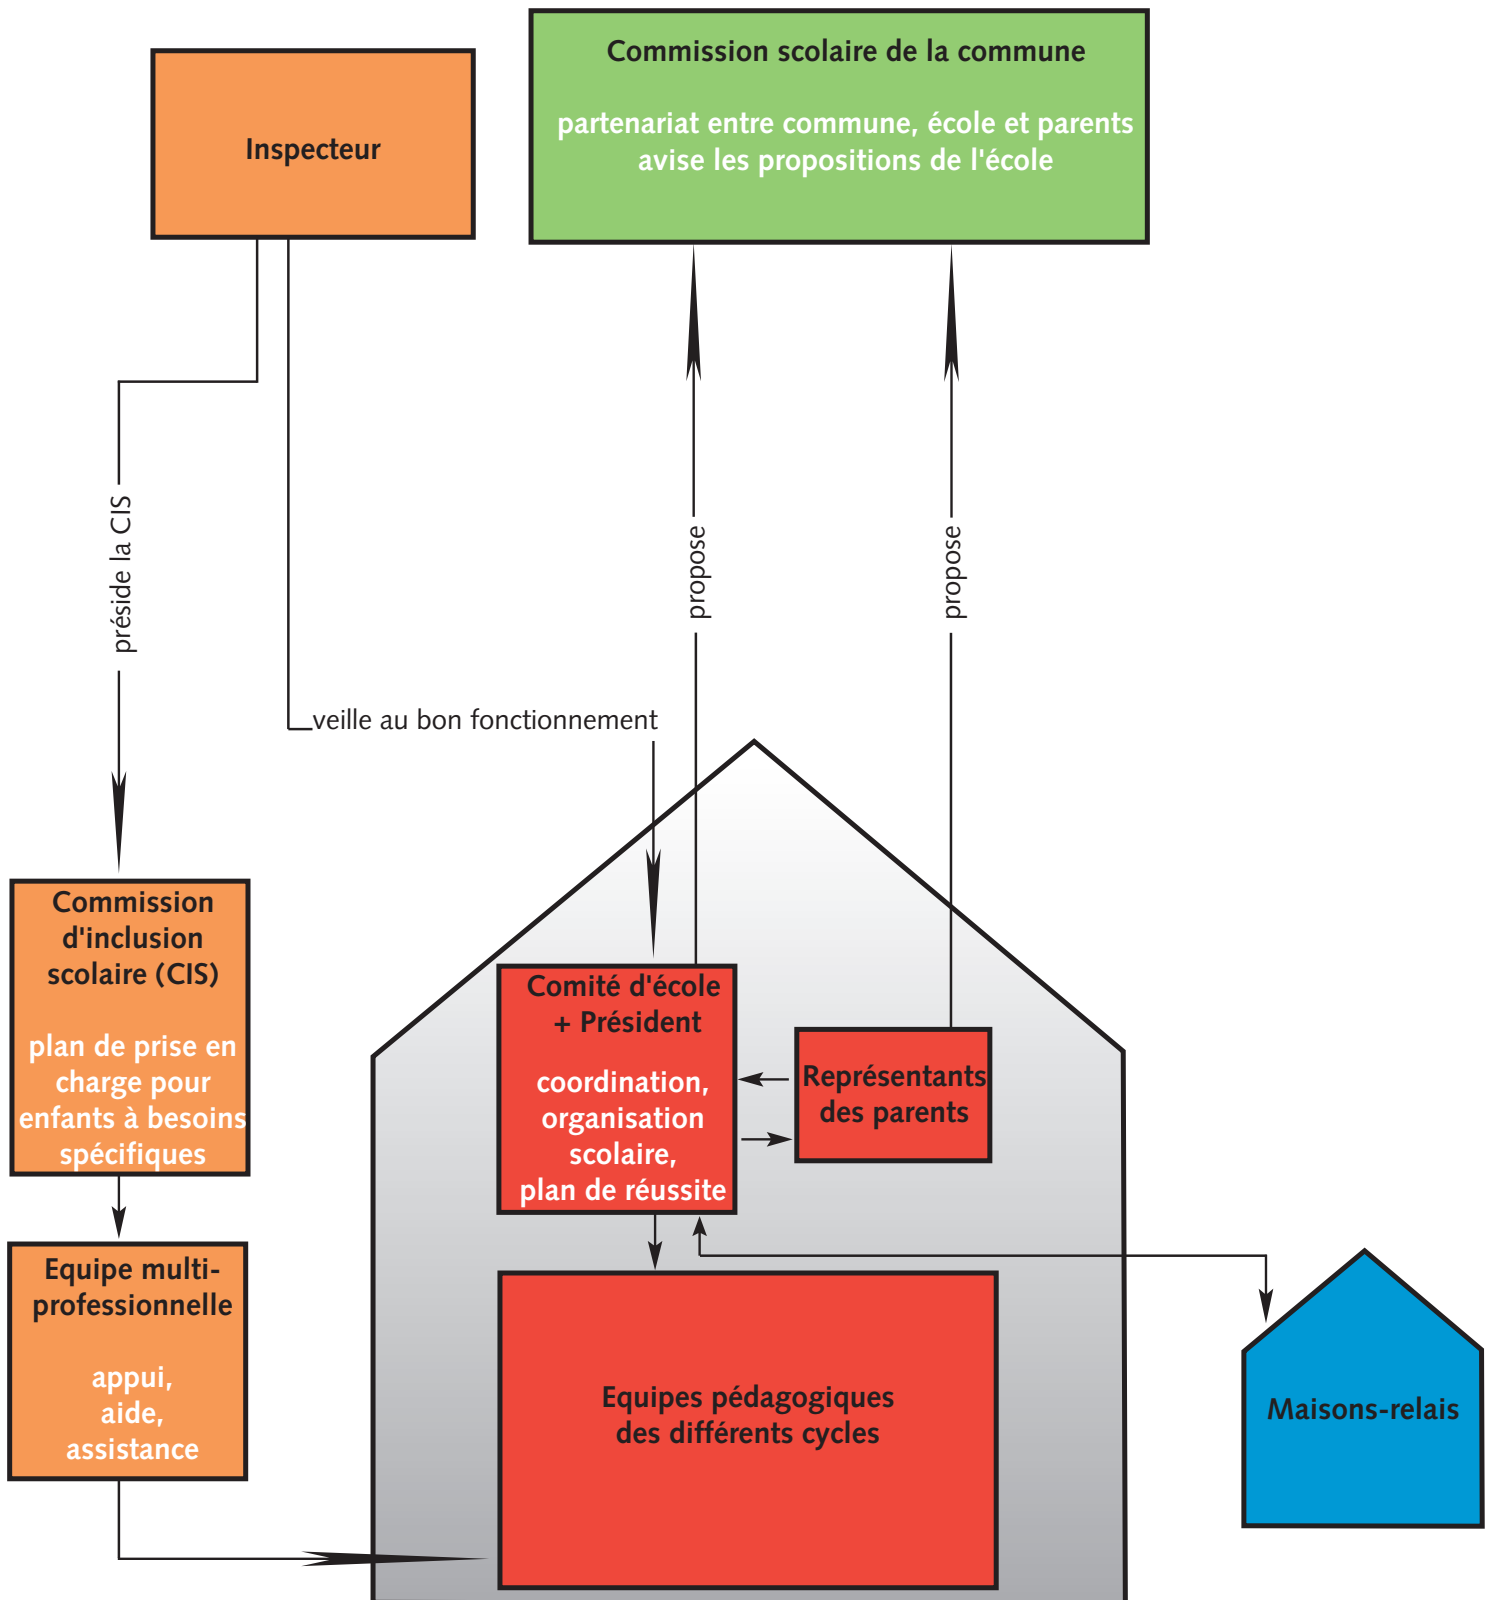 Commission scolaire de la commune
partenariat entre commune, école et parents
avise les propositions de l'école
Inspecteur
préside la CIS
propose
propose
veille au bon fonctionnement
Commission
d'inclusion
scolaire (CIS)
plan de prise en
charge pour
enfants à besoins
spécifiques
Comité d'école
+ Président
coordination,
organisation
scolaire,
plan de réussite
Représentants
des parents
Equipe multi-
professionnelle
appui,
aide,
assistance
Equipes pédagogiques
des différents cycles
Maisons-relais